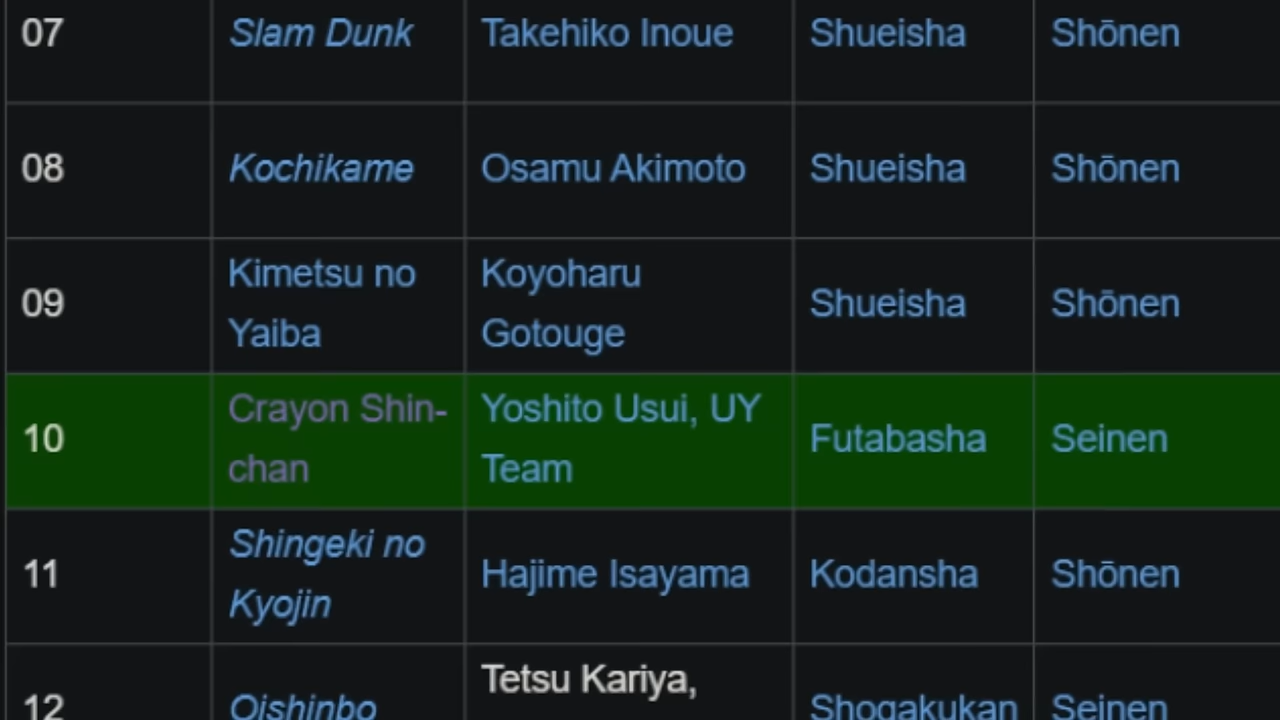 07 Slam Dunk Takehiko Inoue Shueisha Shōnen
08 Kochikame Osamu Akimoto Shueisha Shōnen
Kimetsu no Koyoharu
09 Shueisha Shōnen
Yaiba Gotouge
Crayon Shin- Yoshito Usui, UY
10 Futabasha Seinen
chan Team
Shingeki no
11 Hajime Isayama Kodansha Shōnen
Kyojin
Tetsu Kariya,
12 Oishinbo Shogakukan Seinen